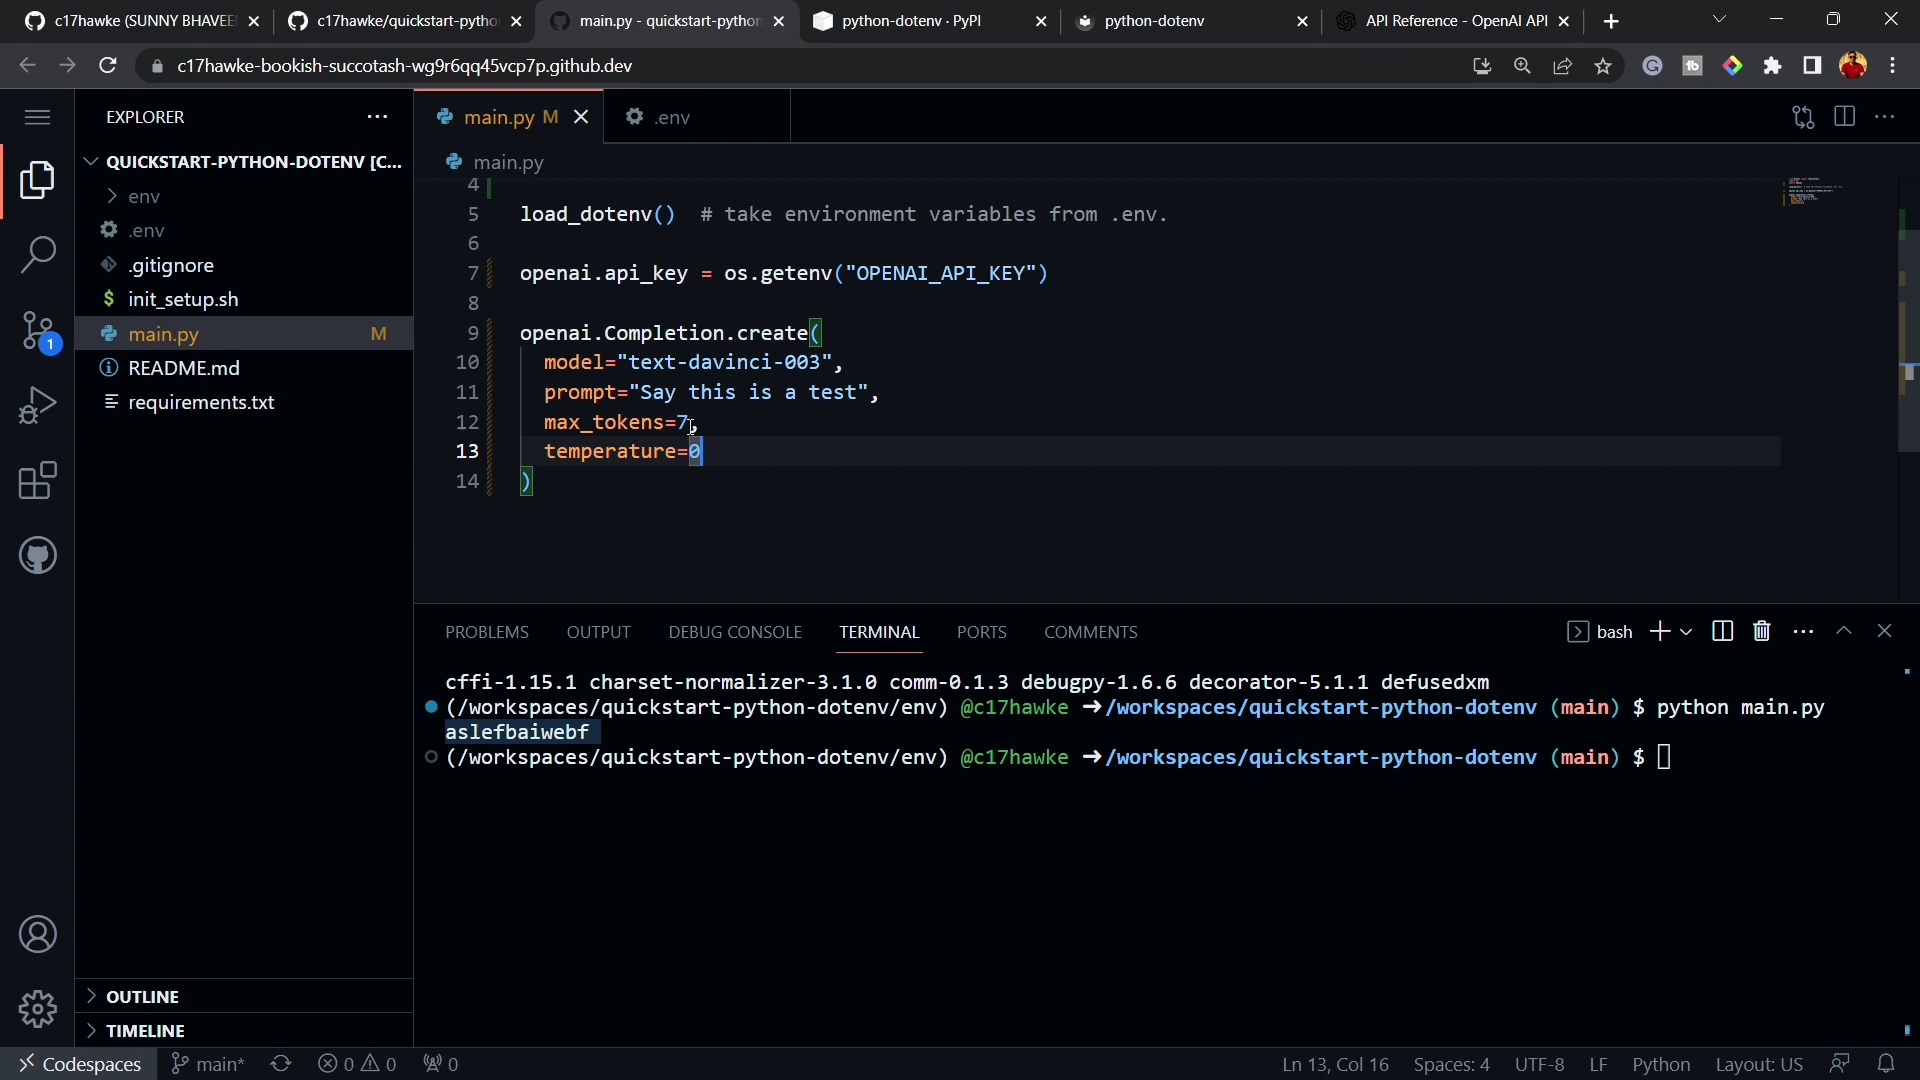 c17hawke (SUNNY BHAVEE
c17hawke/quickstart-pytho
main.py - quickstart-python
python-dotenv · PyPI
python-dotenv
API Reference - OpenAI API
c17hawke-bookish-succotash-wg9r6qq45vcp7p.github.dev
EXPLORER
QUICKSTART-PYTHON-DOTENV [C...
env
.env
.gitignore
$ init_setup.sh
main.py M
README.md
requirements.txt
OUTLINE
TIMELINE
main.py M
.env
main.py
4
5 load_dotenv() # take environment variables from .env.
6
7 openai.api_key = os.getenv("OPENAI_API_KEY")
8
9 openai.Completion.create(
10 model="text-davinci-003",
11 prompt="Say this is a test",
12 max_tokens=7,
13 temperature=0
14 )
PROBLEMS OUTPUT DEBUG CONSOLE TERMINAL PORTS COMMENTS
bash
cffi-1.15.1 charset-normalizer-3.1.0 comm-0.1.3 debugpy-1.6.6 decorator-5.1.1 defusedxm
(/workspaces/quickstart-python-dotenv/env) @c17hawke ➜/workspaces/quickstart-python-dotenv (main) $ python main.py
aslefbaiwebf
(/workspaces/quickstart-python-dotenv/env) @c17hawke ➜/workspaces/quickstart-python-dotenv (main) $
1
Codespaces main* 0 0 0
Ln 13, Col 16 Spaces: 4 UTF-8 LF Python Layout: US